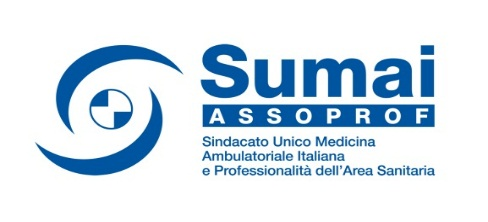 Sumai
ASSOPROF
Sindacato Unico Medicina
Ambulatoriale Italiana
e Professionalità dell'Area Sanitaria